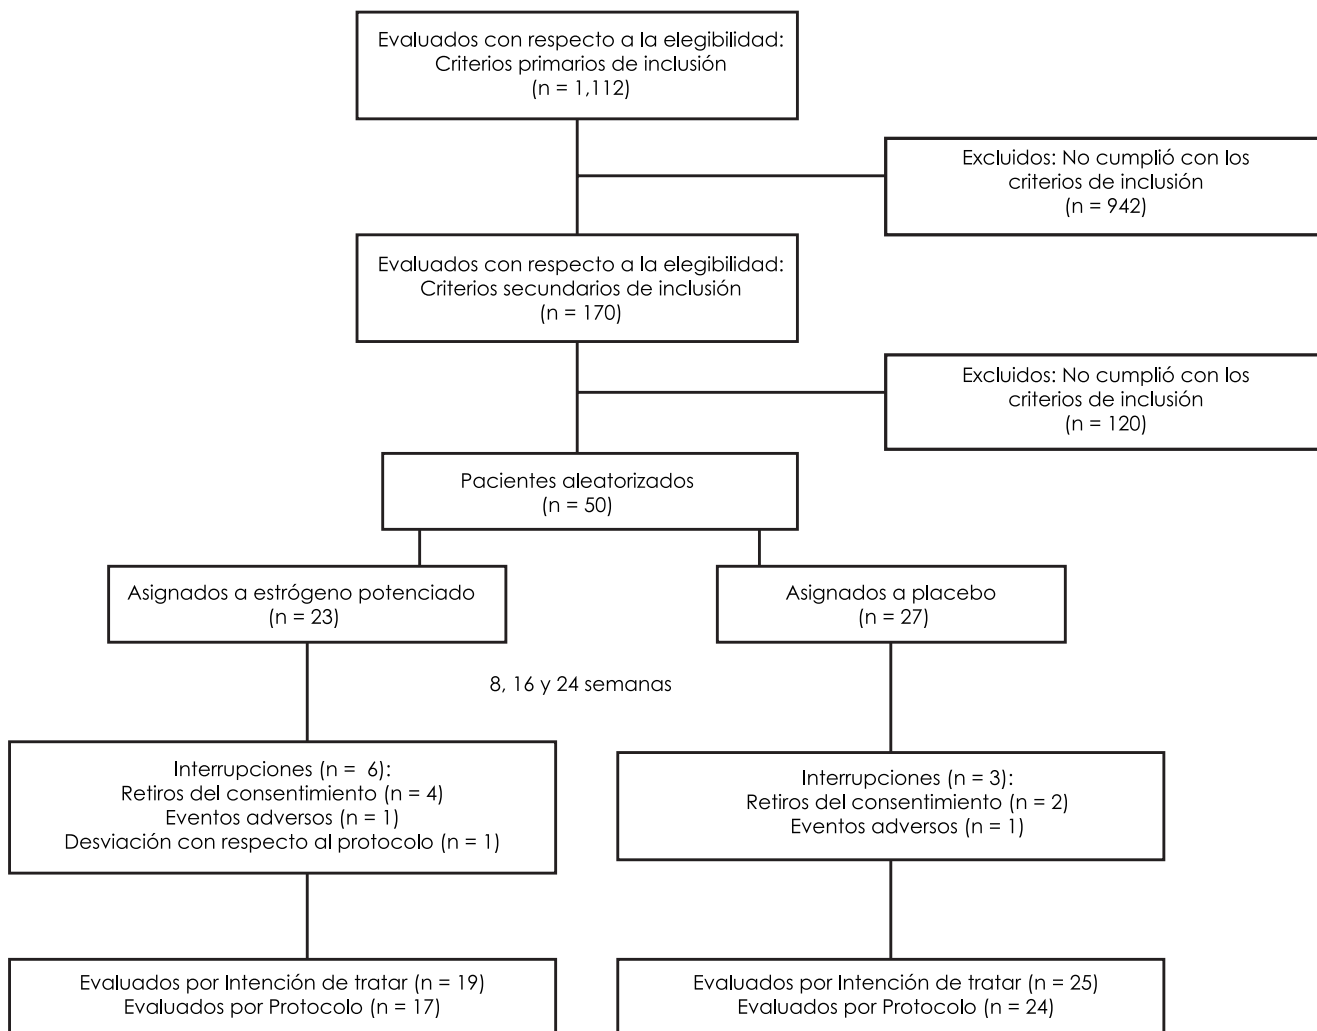 Evaluados con respecto a la elegibilidad:
Criterios primarios de inclusión
(n = 1,112)
Excluidos: No cumplió con los
criterios de inclusión
(n = 942)
Evaluados con respecto a la elegibilidad:
Criterios secundarios de inclusión
(n = 170)
Excluidos: No cumplió con los
criterios de inclusión
(n = 120)
Pacientes aleatorizados
(n = 50)
Asignados a estrógeno potenciado
(n = 23)
Asignados a placebo
(n = 27)
8, 16 y 24 semanas
Interrupciones (n =  6):
Retiros del consentimiento (n = 4)
Eventos adversos (n = 1)
Desviación con respecto al protocolo (n = 1)
Interrupciones (n = 3):
Retiros del consentimiento (n = 2)
Eventos adversos (n = 1)
Evaluados por Intención de tratar (n = 19)
Evaluados por Protocolo (n = 17)
Evaluados por Intención de tratar (n = 25)
Evaluados por Protocolo (n = 24)